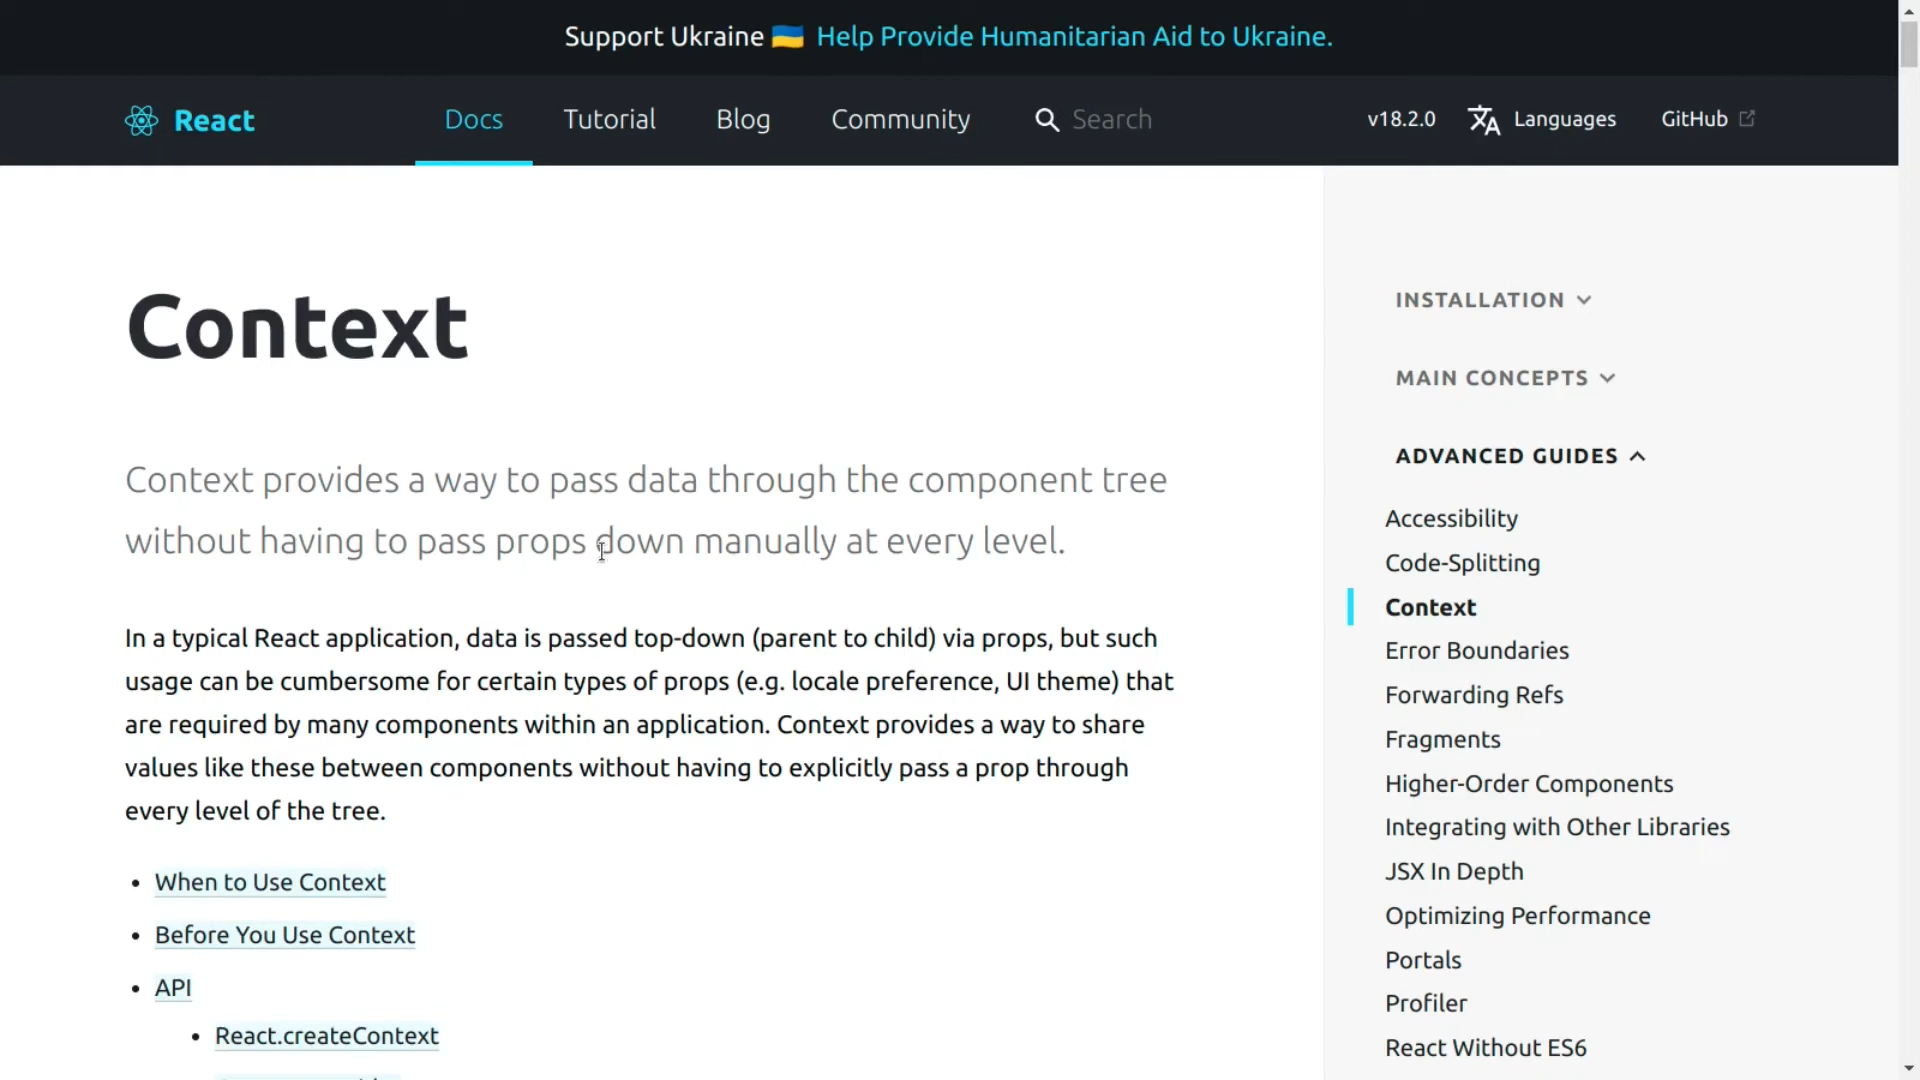 Support Ukraine 🇺🇦 Help Provide Humanitarian Aid to Ukraine.
React Docs Tutorial Blog Community Search v18.2.0 Languages GitHub
Context
Context provides a way to pass data through the component tree
without having to pass props down manually at every level.
In a typical React application, data is passed top-down (parent to child) via props, but such
usage can be cumbersome for certain types of props (e.g. locale preference, UI theme) that
are required by many components within an application. Context provides a way to share
values like these between components without having to explicitly pass a prop through
every level of the tree.
• When to Use Context
• Before You Use Context
• API
• React.createContext
INSTALLATION
MAIN CONCEPTS
ADVANCED GUIDES
Accessibility
Code-Splitting
Context
Error Boundaries
Forwarding Refs
Fragments
Higher-Order Components
Integrating with Other Libraries
JSX In Depth
Optimizing Performance
Portals
Profiler
React Without ES6